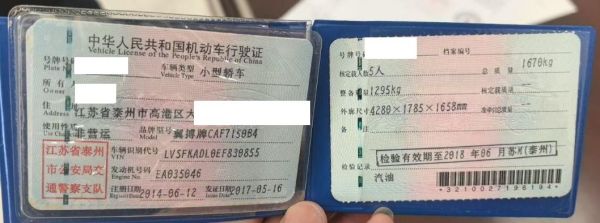 中华人民共和国机动车行驶证
Vehicle License of the People's Republic of China
号牌号码
Plate No.
车辆类型 小型轿车
Vehicle Type
所有人
Owner
住址 江苏省泰州市高港区大
Address
使用性质 非营运
Use Character
品牌型号 翼搏牌CAF7150B4
Model
江苏省泰州
市公安局交
通警察支队
车辆识别代号 LVSFKADL0EF830855
VIN
发动机号码 EA035046
Engine No.
注册日期 2014-06-12
Register Date
发证日期 2017-05-16
Issue Date
号牌号码
档案编号
核定载人数 5人
总质量 1670kg
整备质量 1295kg
核定载质量
外廓尺寸 4280×1785×1658mm
准牵引总质量
备注
检验有效期至2018年06月苏M(泰州)
检验记录
汽油
*3210027198194*